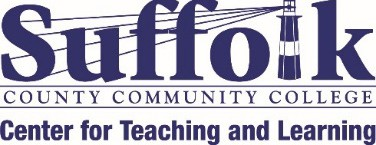 Suffolk
COUNTY COMMUNITY COLLEGE
Center for Teaching and Learning